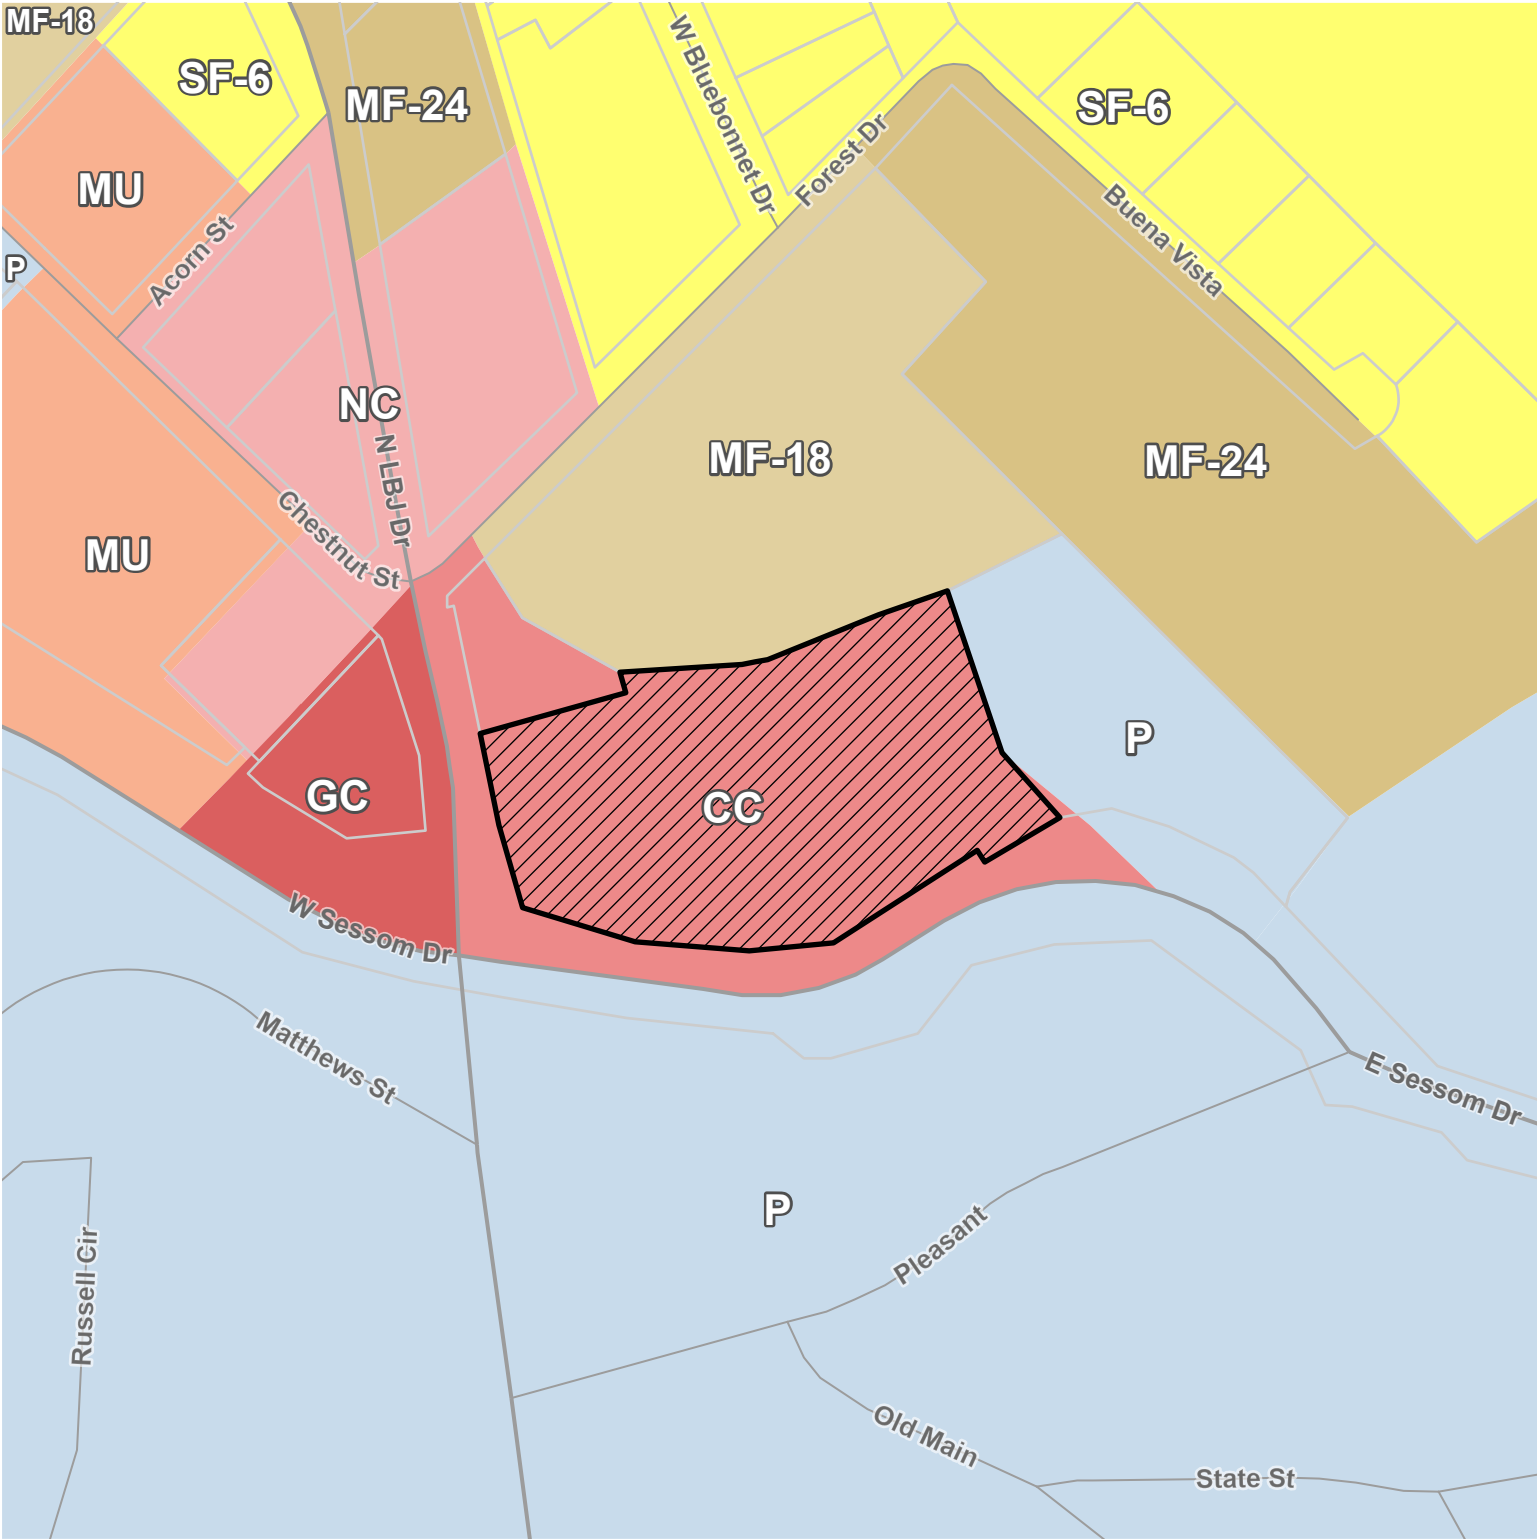 MF-18
SF-6
MF-24
W Bluebonnet Dr
SF-6
Forest Dr
MU
Buena Vista
Acorn St
P
NC
N LBJ Dr
MF-18
MF-24
Chestnut St
MU
P
GC
CC
W Sessom Dr
Matthews St
E Sessom Dr
P
Pleasant
Russell Cir
Old Main
State St